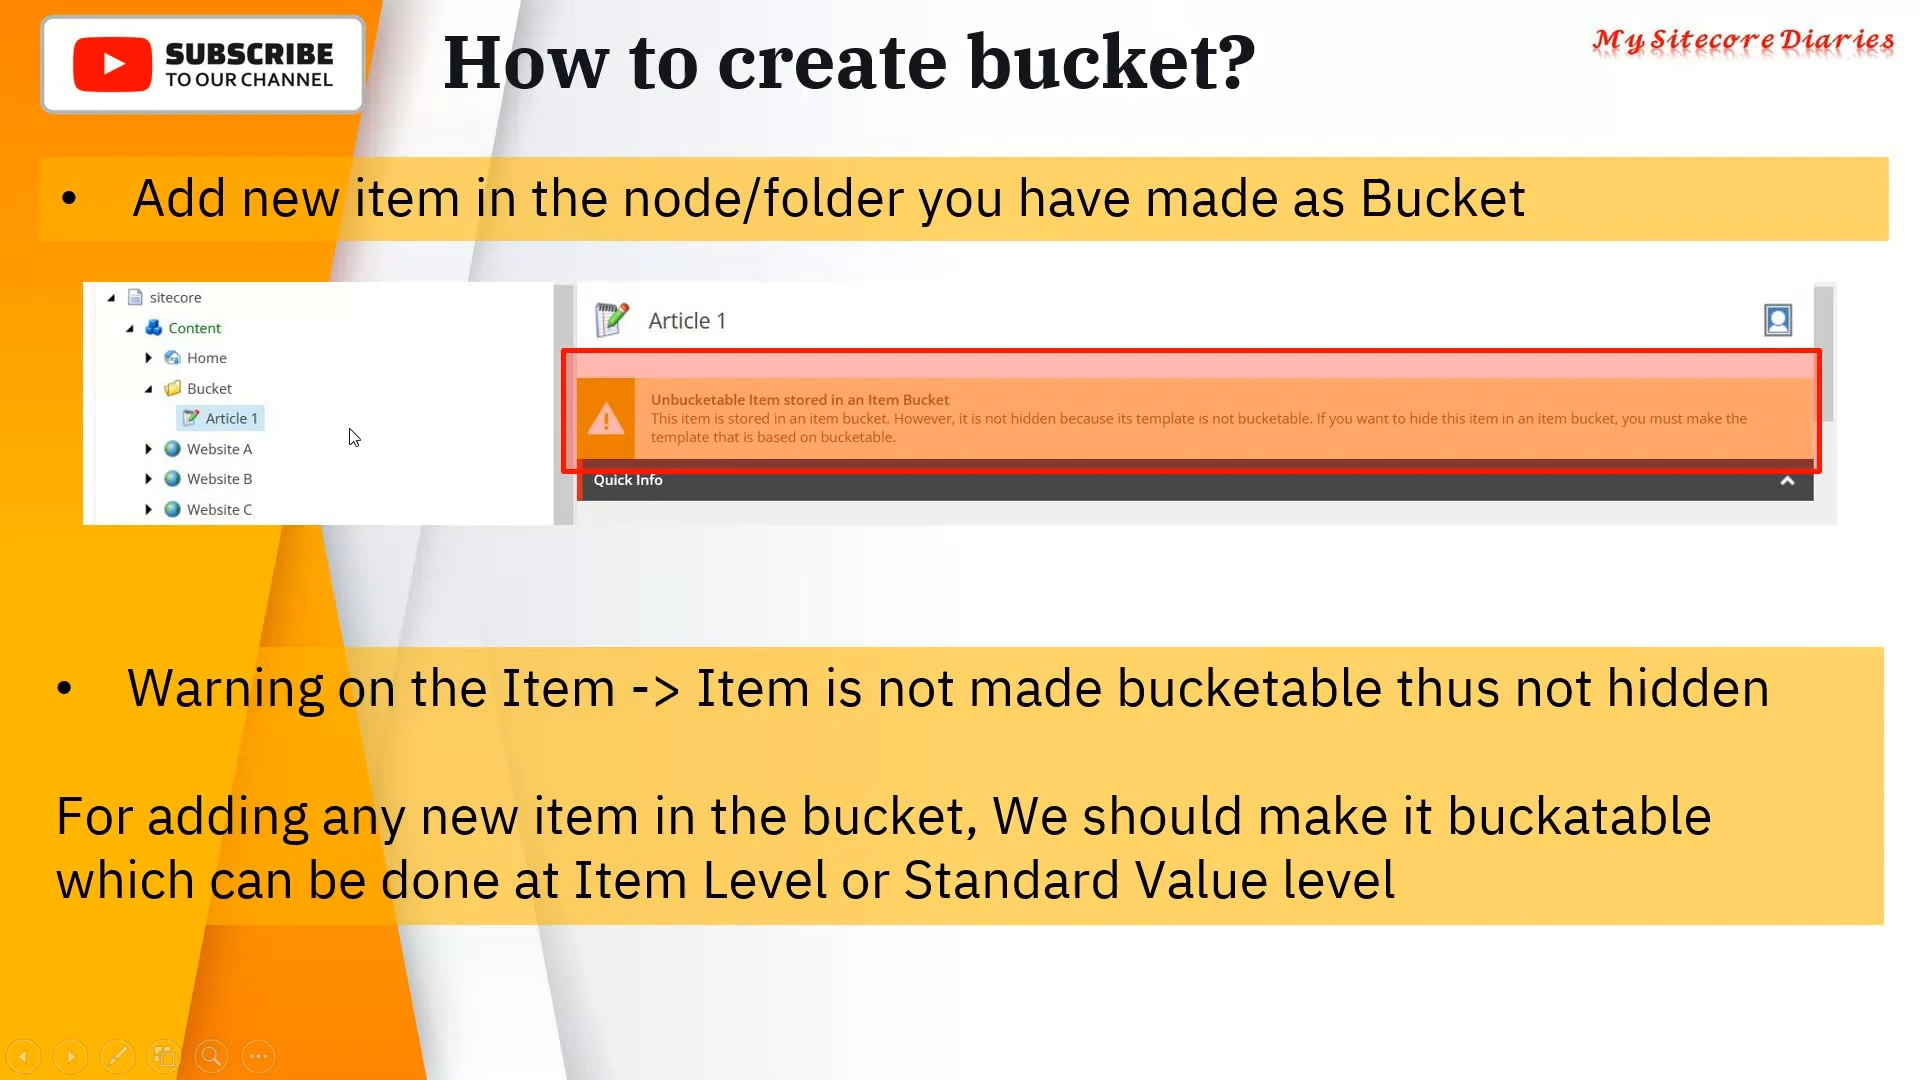 SUBSCRIBE
TO OUR CHANNEL
How to create bucket?
My Sitecore Diaries
• Add new item in the node/folder you have made as Bucket
sitecore
Content
Home
Bucket
Article 1
Website A
Website B
Website C
Article 1
Unbucketable Item stored in an Item Bucket
This item is stored in an item bucket. However, it is not hidden because its template is not bucketable. If you want to hide this item in an item bucket, you must make the
template that is based on bucketable.
Quick Info
• Warning on the Item -> Item is not made bucketable thus not hidden
For adding any new item in the bucket, We should make it buckatable
which can be done at Item Level or Standard Value level